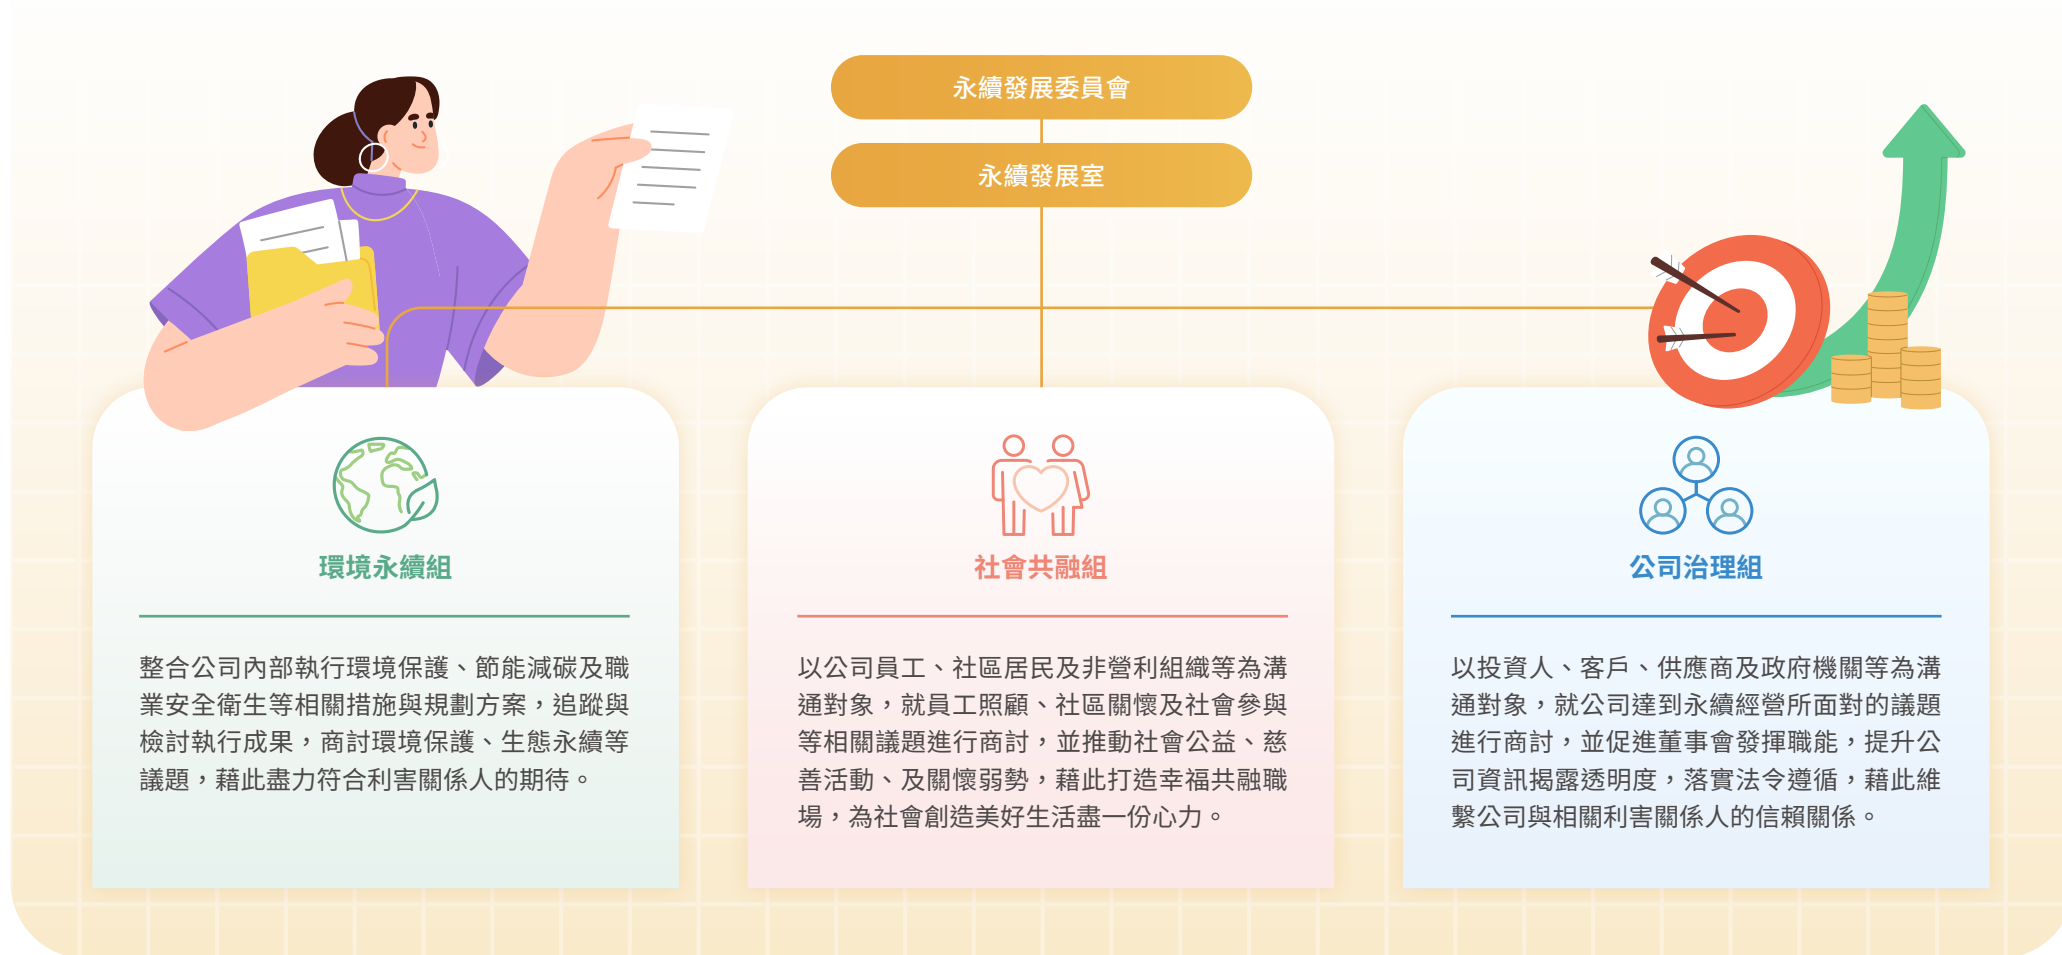 永續發展委員會
永續發展室
環境永續組
整合公司內部執行環境保護、節能減碳及職
業安全衛生等相關措施與規劃方案，追蹤與
檢討執行成果，商討環境保護、生態永續等
議題，藉此盡力符合利害關係人的期待。
社會共融組
以公司員工、社區居民及非營利組織等為溝
通對象，就員工照顧、社區關懷及社會參與
等相關議題進行商討，並推動社會公益、慈
善活動、及關懷弱勢，藉此打造幸福共融職
場，為社會創造美好生活盡一份心力。
公司治理組
以投資人、客戶、供應商及政府機關等為溝
通對象，就公司達到永續經營所面對的議題
進行商討，並促進董事會發揮職能，提升公
司資訊揭露透明度，落實法令遵循，藉此維
繫公司與相關利害關係人的信賴關係。